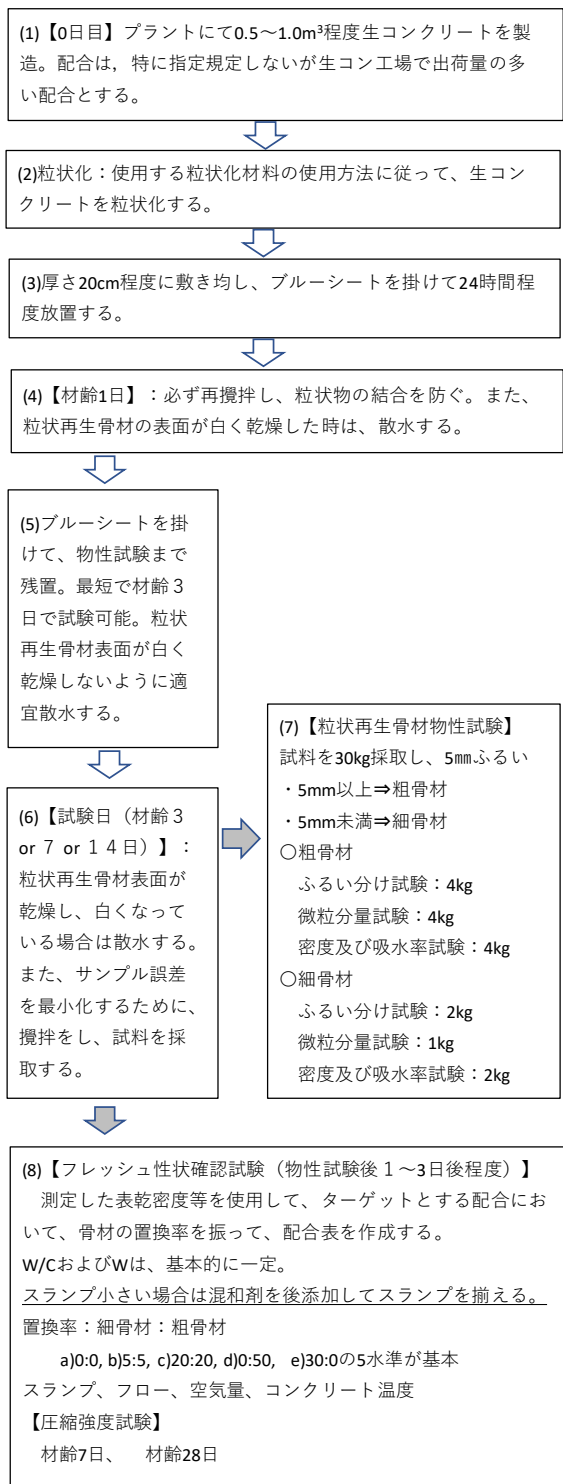 (1)【0日目】プラントにて0.5～1.0m³程度生コンクリートを製
造。配合は，特に指定規定しないが生コン工場で出荷量の多
い配合とする。
(2)粒状化：使用する粒状化材料の使用方法に従って、生コン
クリートを粒状化する。
(3)厚さ20cm程度に敷き均し、ブルーシートを掛けて24時間程
度放置する。
(4)【材齢1日】：必ず再攪拌し、粒状物の結合を防ぐ。また、
粒状再生骨材の表面が白く乾燥した時は、散水する。
(5)ブルーシートを掛
けて、物性試験まで
残置。最短で材齢３
日で試験可能。粒状
再生骨材表面が白く
乾燥しないように適
宜散水する。
(6)【試験日（材齢３
or ７ or １４日）】：
粒状再生骨材表面が
乾燥し、白くなって
いる場合は散水する。
また、サンプル誤差
を最小化するために、
攪拌をし、試料を採
取する。
(7)【粒状再生骨材物性試験】
試料を30kg採取し、5㎜ふるい
・5mm以上⇒粗骨材
・5mm未満⇒細骨材
〇粗骨材
ふるい分け試験：4kg
微粒分量試験：4kg
密度及び吸水率試験：4kg
〇細骨材
ふるい分け試験：2kg
微粒分量試験：1kg
密度及び吸水率試験：2kg
(8)【フレッシュ性状確認試験（物性試験後１～3日後程度）】
測定した表乾密度等を使用して、ターゲットとする配合にお
いて、骨材の置換率を振って、配合表を作成する。
W/CおよびWは、基本的に一定。
スランプ小さい場合は混和剤を後添加してスランプを揃える。
置換率：細骨材：粗骨材
a)0:0, b)5:5, c)20:20, d)0:50,　e)30:0の5水準が基本
スランプ、フロー、空気量、コンクリート温度
【圧縮強度試験】
材齢7日、　材齢28日